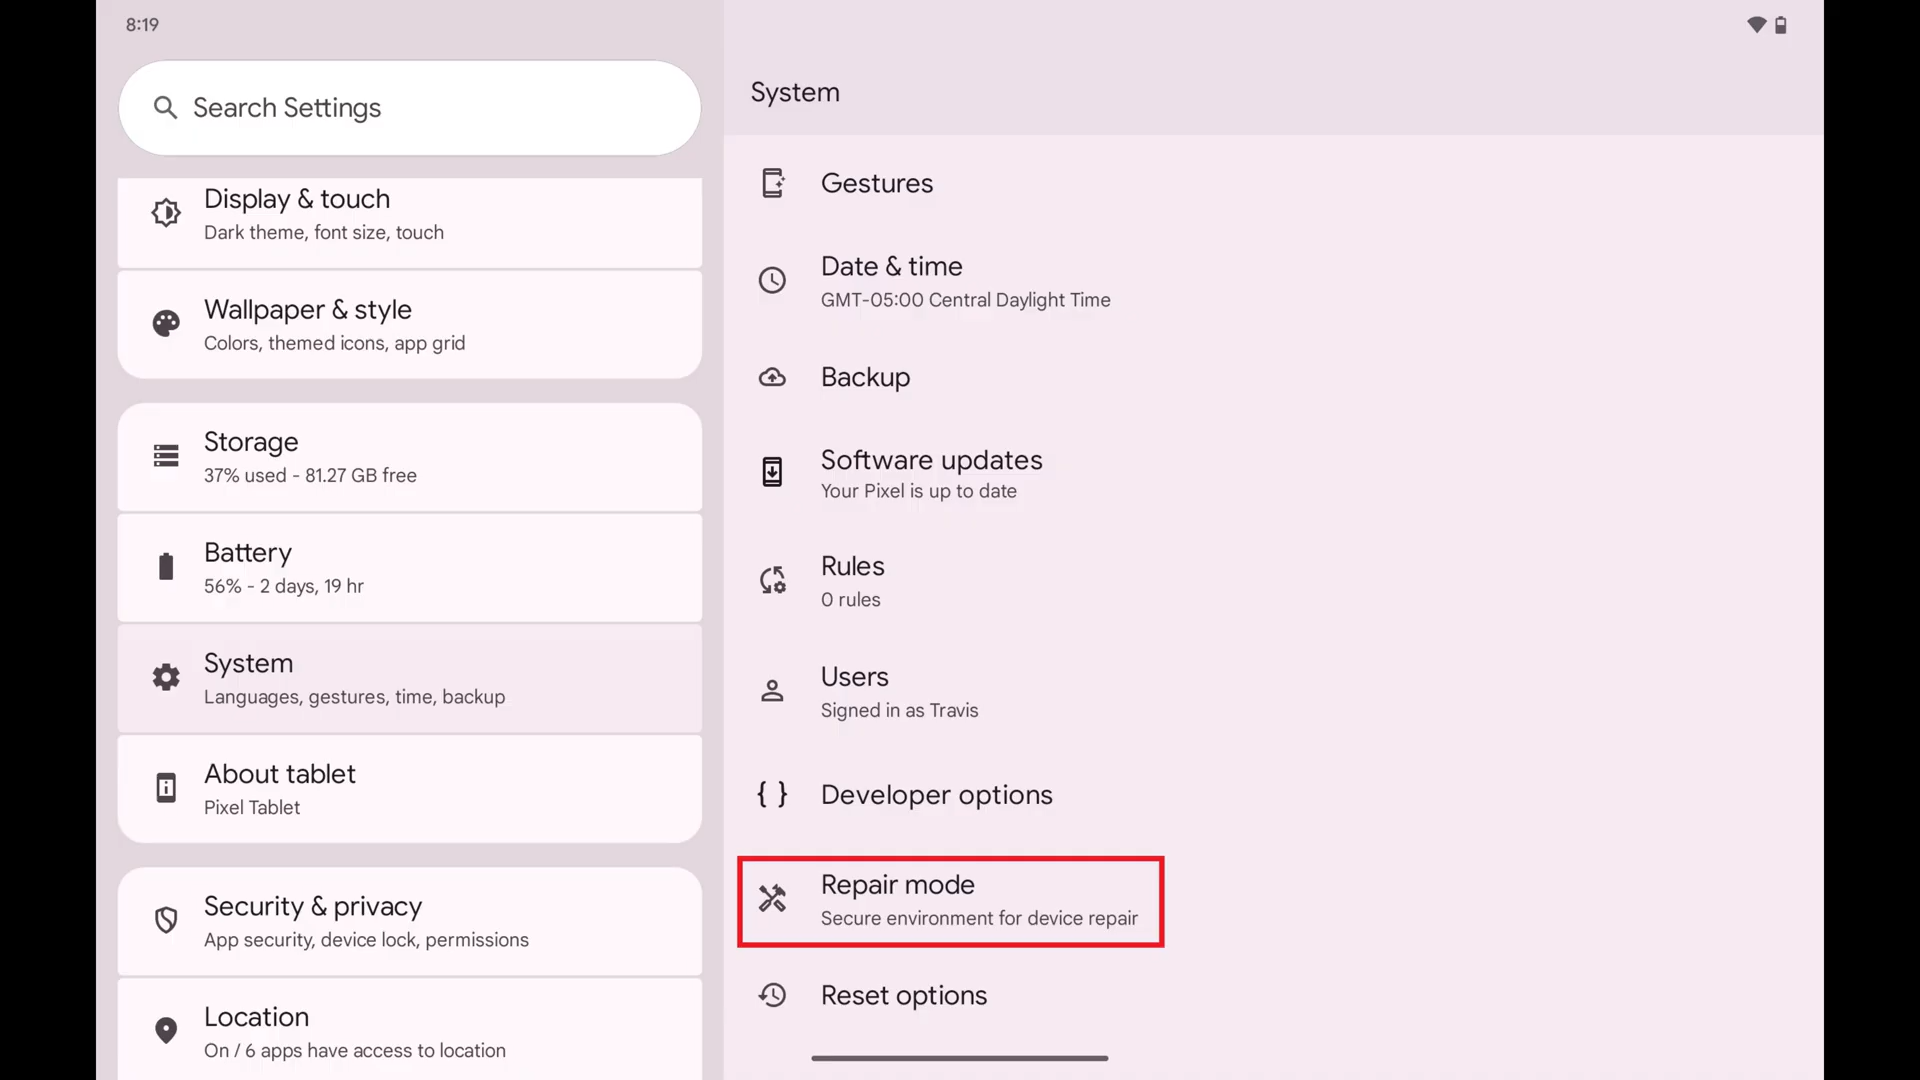 8:19
Search Settings
Display & touch
Dark theme, font size, touch
Wallpaper & style
Colors, themed icons, app grid
Storage
37% used - 81.27 GB free
Battery
56% - 2 days, 19 hr
System
Languages, gestures, time, backup
About tablet
Pixel Tablet
Security & privacy
App security, device lock, permissions
Location
On / 6 apps have access to location
System
Gestures
Date & time
GMT-05:00 Central Daylight Time
Backup
Software updates
Your Pixel is up to date
Rules
0 rules
Users
Signed in as Travis
Developer options
Repair mode
Secure environment for device repair
Reset options